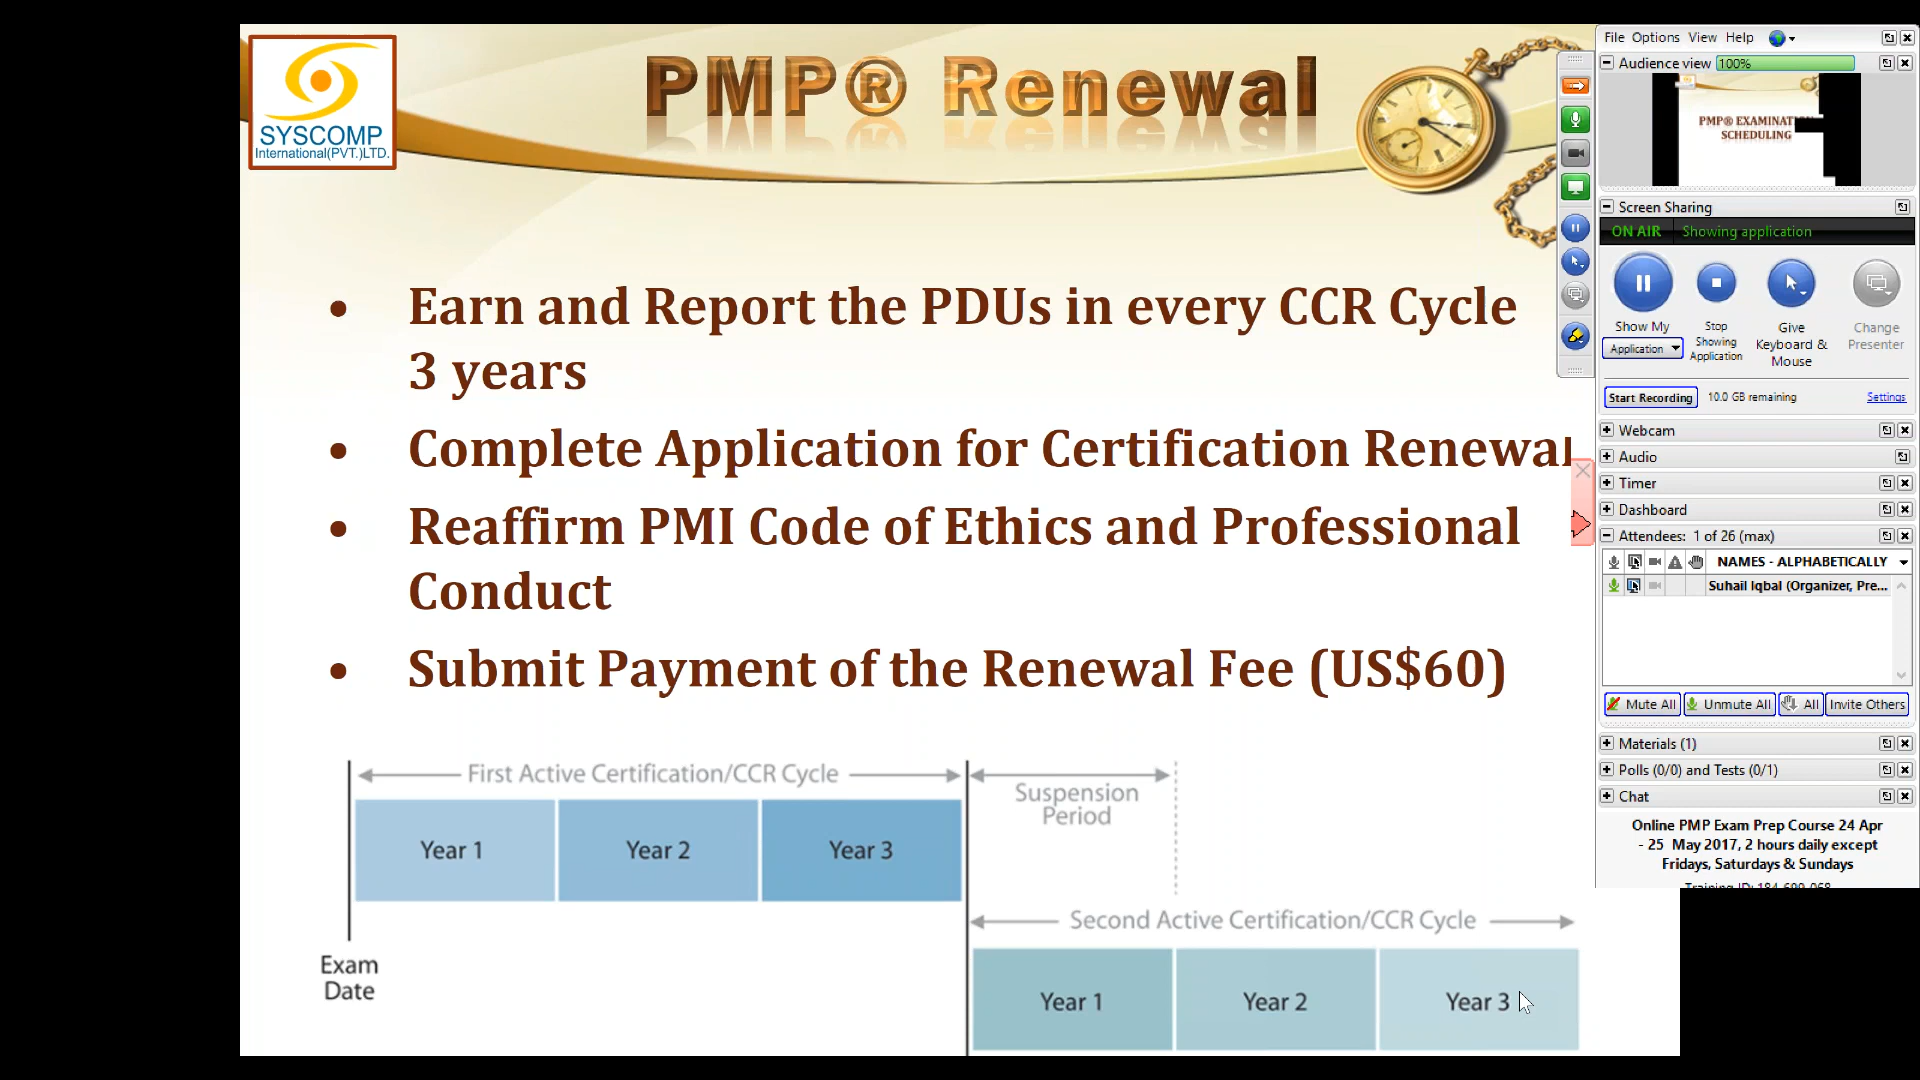 SYSCOMP
International(PVT.)LTD.
PMP® Renewal
• Earn and Report the PDUs in every CCR Cycle
3 years
• Complete Application for Certification Renewal
• Reaffirm PMI Code of Ethics and Professional
Conduct
• Submit Payment of the Renewal Fee (US$60)
First Active Certification/CCR Cycle
Suspension
Period
Year 1
Year 2
Year 3
Exam
Date
Second Active Certification/CCR Cycle
Year 1
Year 2
Year 3
File Options View Help
Audience view 100%
PMP® EXAMINATION
SCHEDULING
Screen Sharing
ON AIR Showing application
Show My
Application
Stop
Showing
Application
Give
Keyboard &
Mouse
Change
Presenter
Start Recording 10.0 GB remaining Settings
Webcam
Audio
Timer
Dashboard
Attendees: 1 of 26 (max)
NAMES - ALPHABETICALLY
Suhail Iqbal (Organizer, Pre...
Mute All Unmute All All Invite Others
Materials (1)
Polls (0/0) and Tests (0/1)
Chat
Online PMP Exam Prep Course 24 Apr
- 25 May 2017, 2 hours daily except
Fridays, Saturdays & Sundays
Training ID: 184-699-068